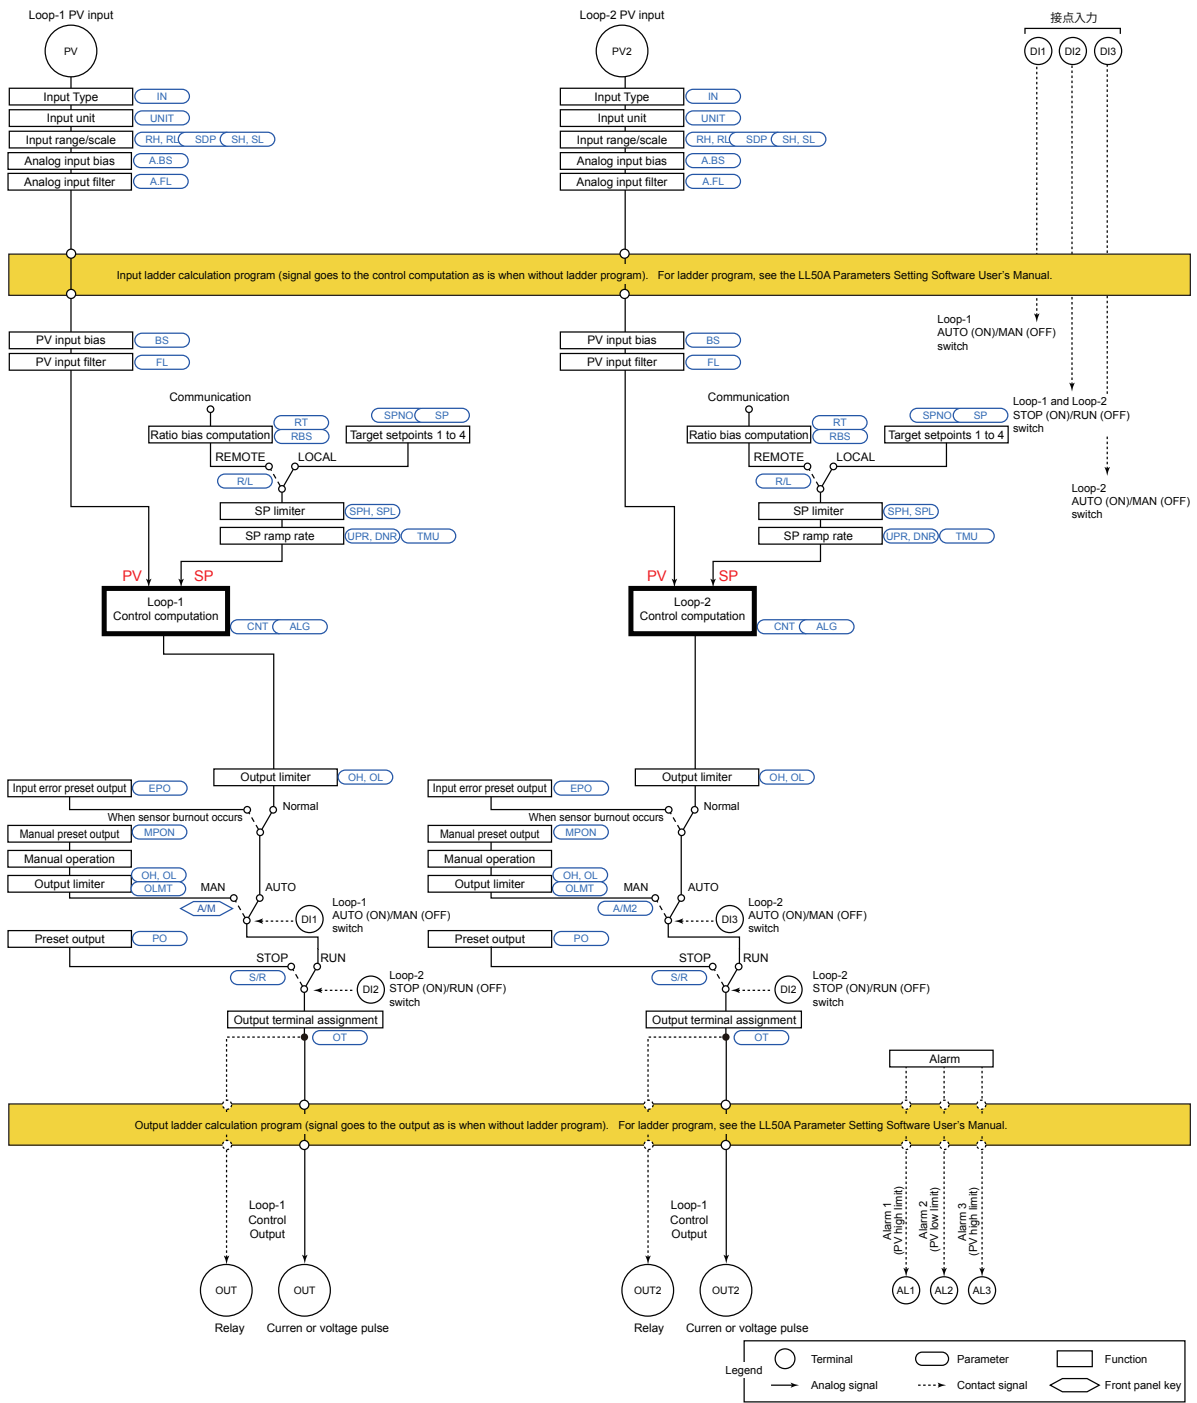 Loop-1 PV input
PV
Input Type IN
Input unit UNIT
Input range/scale RH, RL SDP SH, SL
Analog input bias A.BS
Analog input filter A.FL
Loop-2 PV input
PV2
Input Type IN
Input unit UNIT
Input range/scale RH, RL SDP SH, SL
Analog input bias A.BS
Analog input filter A.FL
接点入力
DI1 DI2 DI3
Input ladder calculation program (signal goes to the control computation as is when without ladder program). For ladder program, see the LL50A Parameters Setting Software User's Manual.
Loop-1
AUTO (ON)/MAN (OFF)
switch
Loop-1 and Loop-2
STOP (ON)/RUN (OFF)
switch
Loop-2
AUTO (ON)/MAN (OFF)
switch
PV input bias BS
PV input filter FL
Communication
RT
Ratio bias computation RBS
SPNO SP
Target setpoints 1 to 4
REMOTE LOCAL
R/L
SP limiter SPH, SPL
SP ramp rate UPR, DNR TMU
PV SP
Loop-1
Control computation
CNT ALG
PV input bias BS
PV input filter FL
Communication
RT
Ratio bias computation RBS
SPNO SP
Target setpoints 1 to 4
REMOTE LOCAL
R/L
SP limiter SPH, SPL
SP ramp rate UPR, DNR TMU
PV SP
Loop-2
Control computation
CNT ALG
Output limiter OH, OL
Input error preset output EPO
Normal
When sensor burnout occurs
Manual preset output MPON
Manual operation
OH, OL
Output limiter OLMT
MAN AUTO
A/M
DI1
Loop-1
AUTO (ON)/MAN (OFF)
switch
Preset output PO
STOP RUN
S/R
DI2
Loop-2
STOP (ON)/RUN (OFF)
switch
Output terminal assignment
OT
Output limiter OH, OL
Input error preset output EPO
Normal
When sensor burnout occurs
Manual preset output MPON
Manual operation
OH, OL
Output limiter OLMT
MAN AUTO
A/M2
DI3
Loop-2
AUTO (ON)/MAN (OFF)
switch
Preset output PO
STOP RUN
S/R
DI2
Loop-2
STOP (ON)/RUN (OFF)
switch
Output terminal assignment
OT
Alarm
Output ladder calculation program (signal goes to the output as is when without ladder program). For ladder program, see the LL50A Parameter Setting Software User's Manual.
Loop-1
Control
Output
OUT OUT
Relay Curren or voltage pulse
Loop-1
Control
Output
OUT2 OUT2
Relay Curren or voltage pulse
Alarm 1
(PV high limit)
Alarm 2
(PV low limit)
Alarm 3
(PV high limit)
AL1 AL2 AL3
Legend
Terminal Parameter Function
Analog signal Contact signal Front panel key